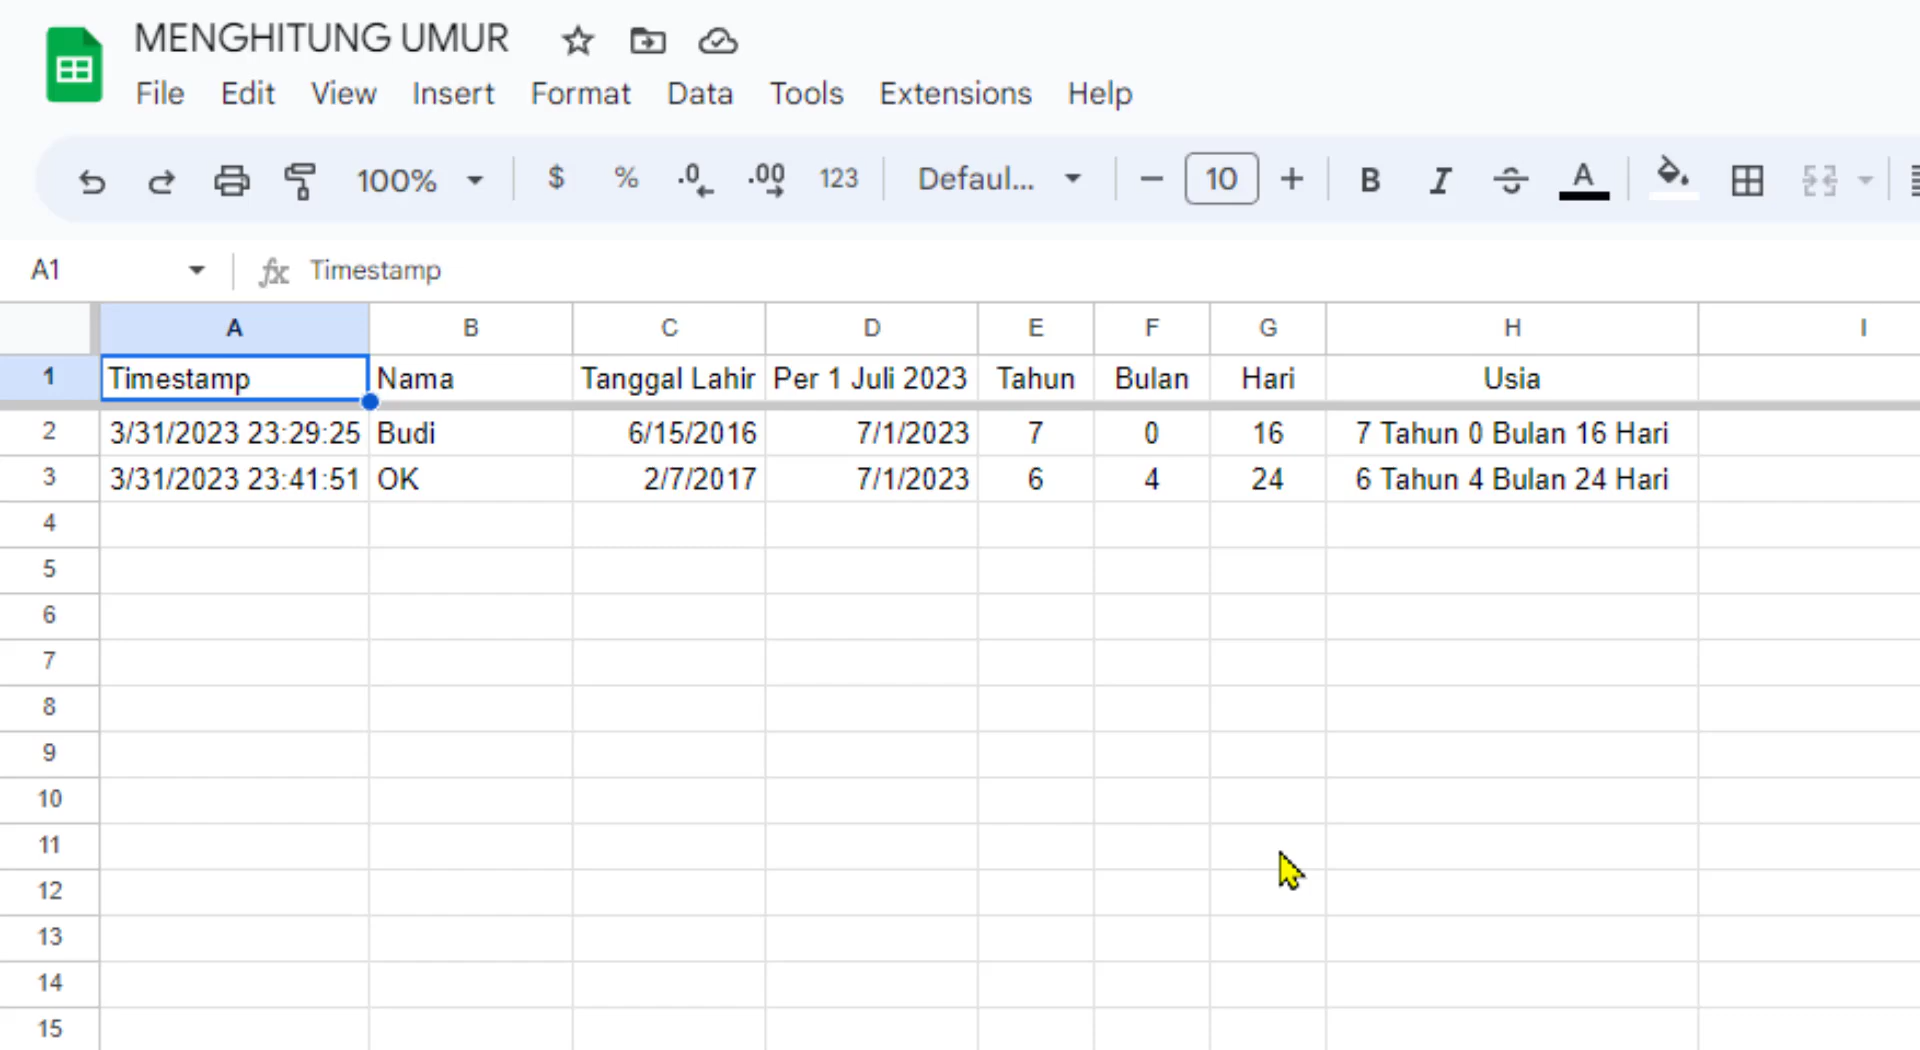 MENGHITUNG UMUR
File Edit View Insert Format Data Tools Extensions Help
100% $ % .0 .00 123 Defaul... 10 B I S A
A1 fx Timestamp
A B C D E F G H I
1 Timestamp Nama Tanggal Lahir Per 1 Juli 2023 Tahun Bulan Hari Usia
2 3/31/2023 23:29:25 Budi 6/15/2016 7/1/2023 7 0 16 7 Tahun 0 Bulan 16 Hari
3 3/31/2023 23:41:51 OK 2/7/2017 7/1/2023 6 4 24 6 Tahun 4 Bulan 24 Hari
4
5
6
7
8
9
10
11
12
13
14
15